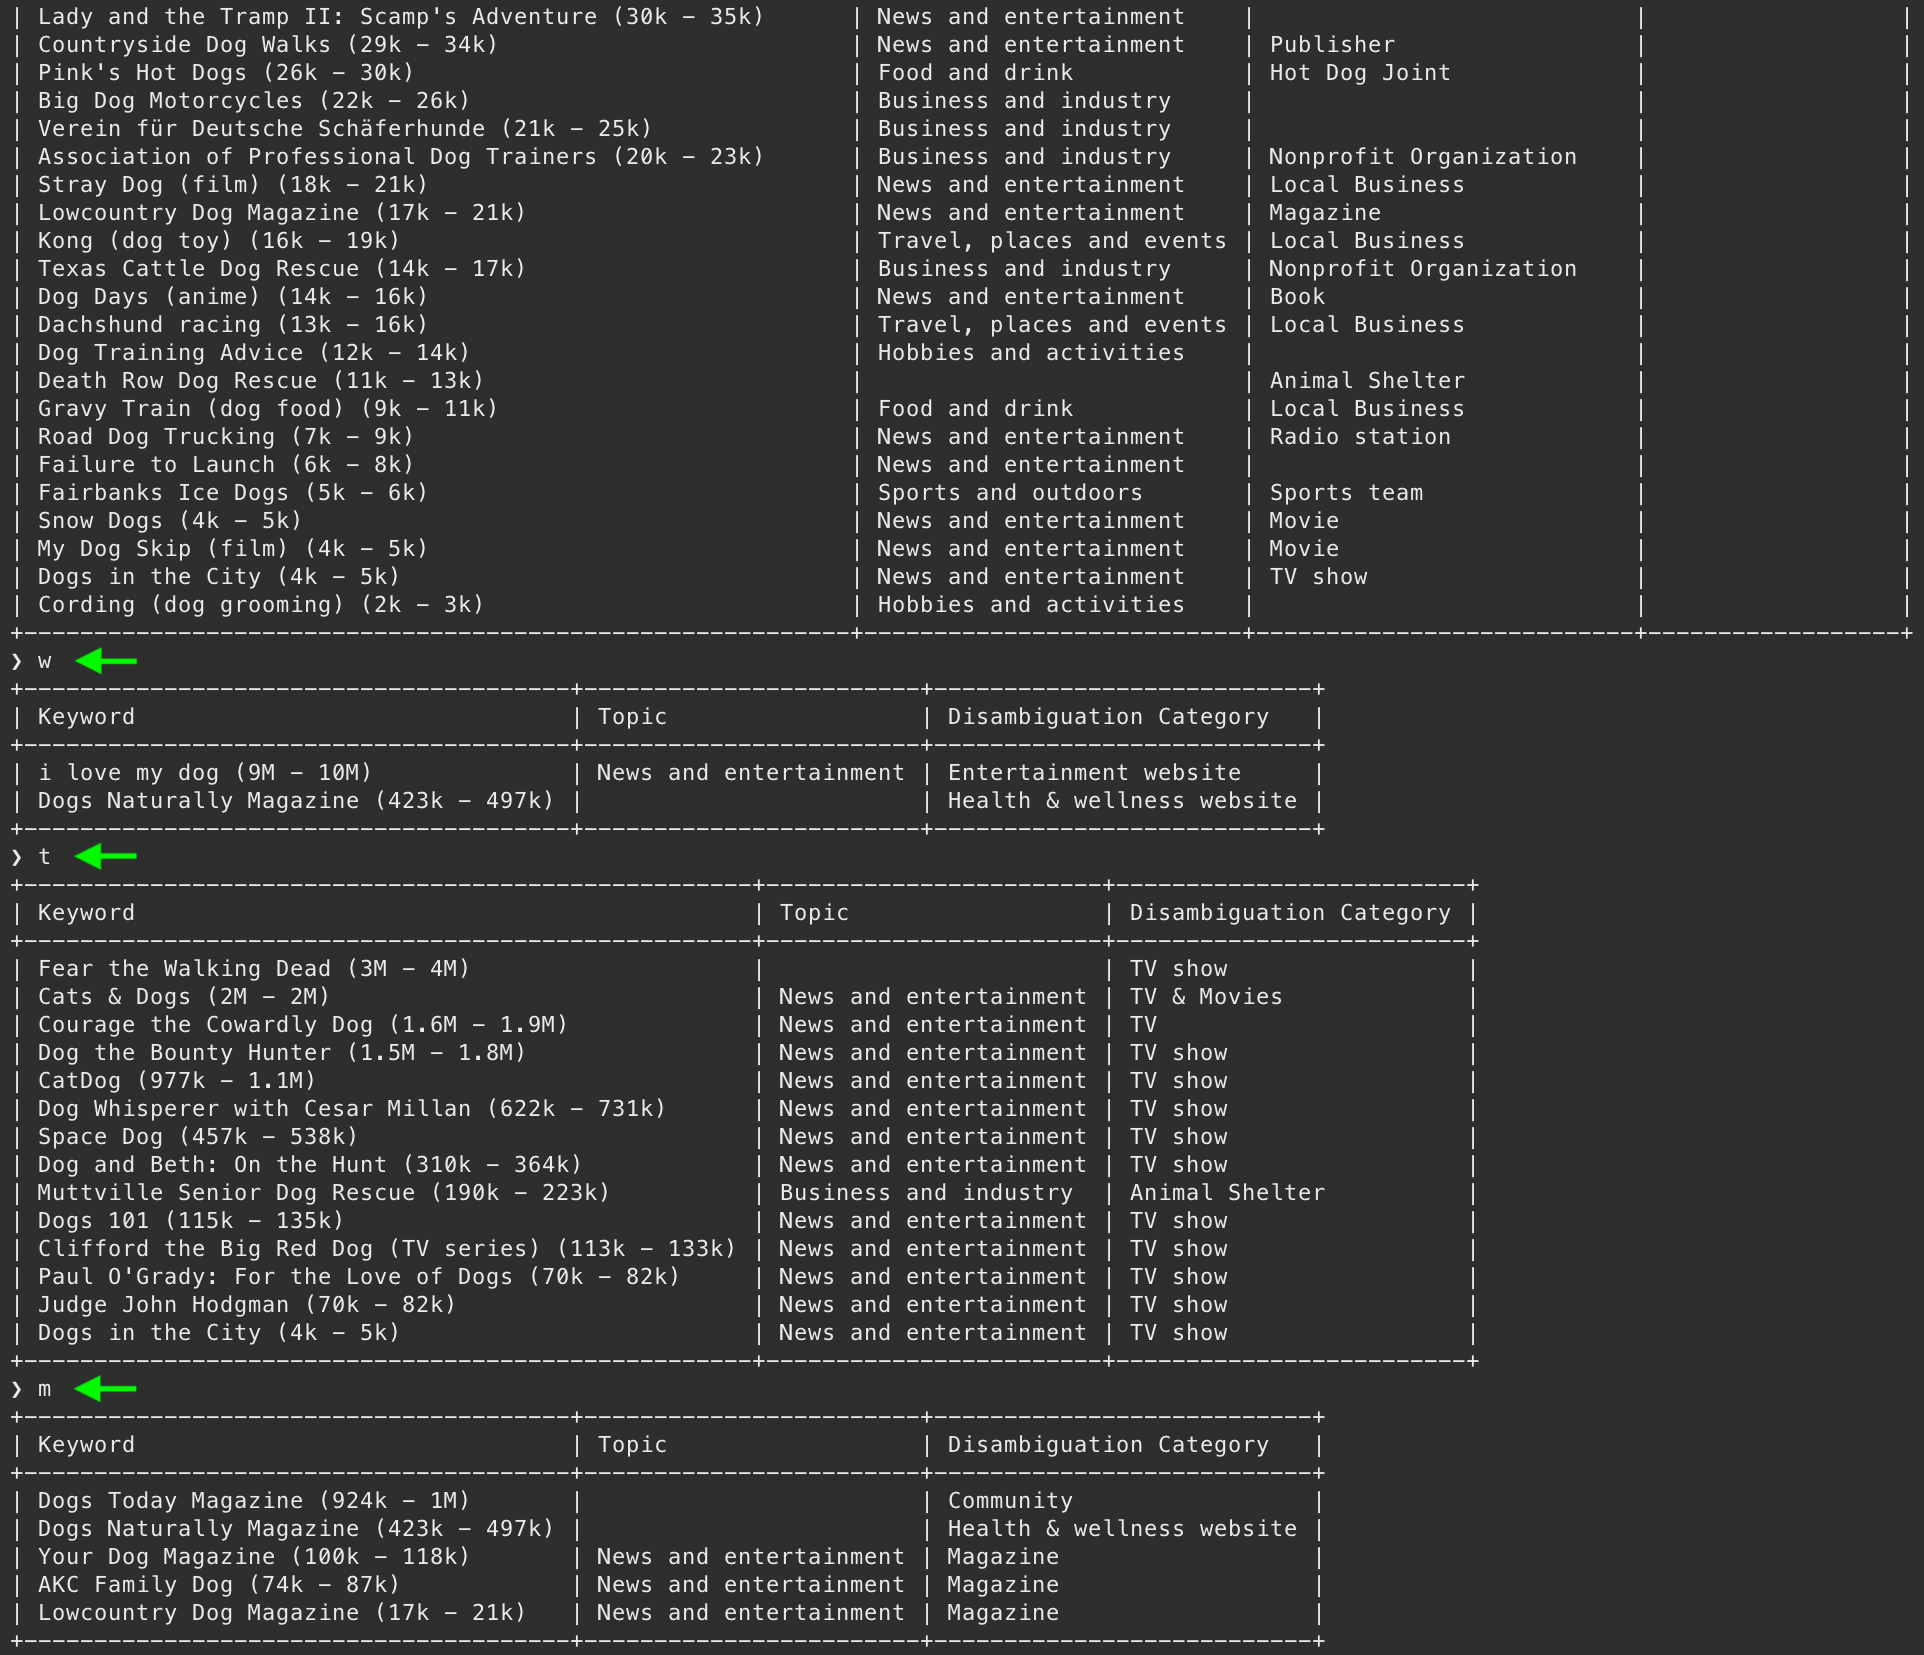 | Lady and the Tramp II: Scamp's Adventure (30k – 35k) | News and entertainment | | |
| Countryside Dog Walks (29k – 34k) | News and entertainment | Publisher | |
| Pink's Hot Dogs (26k – 30k) | Food and drink | Hot Dog Joint | |
| Big Dog Motorcycles (22k – 26k) | Business and industry | | |
| Verein für Deutsche Schäferhunde (21k – 25k) | Business and industry | | |
| Association of Professional Dog Trainers (20k – 23k) | Business and industry | Nonprofit Organization | |
| Stray Dog (film) (18k – 21k) | News and entertainment | Local Business | |
| Lowcountry Dog Magazine (17k – 21k) | News and entertainment | Magazine | |
| Kong (dog toy) (16k – 19k) | Travel, places and events | Local Business | |
| Texas Cattle Dog Rescue (14k – 17k) | Business and industry | Nonprofit Organization | |
| Dog Days (anime) (14k – 16k) | News and entertainment | Book | |
| Dachshund racing (13k – 16k) | Travel, places and events | Local Business | |
| Dog Training Advice (12k – 14k) | Hobbies and activities | | |
| Death Row Dog Rescue (11k – 13k) | | Animal Shelter | |
| Gravy Train (dog food) (9k – 11k) | Food and drink | Local Business | |
| Road Dog Trucking (7k – 9k) | News and entertainment | Radio station | |
| Failure to Launch (6k – 8k) | News and entertainment | | |
| Fairbanks Ice Dogs (5k – 6k) | Sports and outdoors | Sports team | |
| Snow Dogs (4k – 5k) | News and entertainment | Movie | |
| My Dog Skip (film) (4k – 5k) | News and entertainment | Movie | |
| Dogs in the City (4k – 5k) | News and entertainment | TV show | |
| Cording (dog grooming) (2k – 3k) | Hobbies and activities | | |
❯ w
| Keyword | Topic | Disambiguation Category |
| i love my dog (9M – 10M) | News and entertainment | Entertainment website |
| Dogs Naturally Magazine (423k – 497k) | | Health & wellness website |
❯ t
| Keyword | Topic | Disambiguation Category |
| Fear the Walking Dead (3M – 4M) | | TV show |
| Cats & Dogs (2M – 2M) | News and entertainment | TV & Movies |
| Courage the Cowardly Dog (1.6M – 1.9M) | News and entertainment | TV |
| Dog the Bounty Hunter (1.5M – 1.8M) | News and entertainment | TV show |
| CatDog (977k – 1.1M) | News and entertainment | TV show |
| Dog Whisperer with Cesar Millan (622k – 731k) | News and entertainment | TV show |
| Space Dog (457k – 538k) | News and entertainment | TV show |
| Dog and Beth: On the Hunt (310k – 364k) | News and entertainment | TV show |
| Muttville Senior Dog Rescue (190k – 223k) | Business and industry | Animal Shelter |
| Dogs 101 (115k – 135k) | News and entertainment | TV show |
| Clifford the Big Red Dog (TV series) (113k – 133k) | News and entertainment | TV show |
| Paul O'Grady: For the Love of Dogs (70k – 82k) | News and entertainment | TV show |
| Judge John Hodgman (70k – 82k) | News and entertainment | TV show |
| Dogs in the City (4k – 5k) | News and entertainment | TV show |
❯ m
| Keyword | Topic | Disambiguation Category |
| Dogs Today Magazine (924k – 1M) | | Community |
| Dogs Naturally Magazine (423k – 497k) | | Health & wellness website |
| Your Dog Magazine (100k – 118k) | News and entertainment | Magazine |
| AKC Family Dog (74k – 87k) | News and entertainment | Magazine |
| Lowcountry Dog Magazine (17k – 21k) | News and entertainment | Magazine |